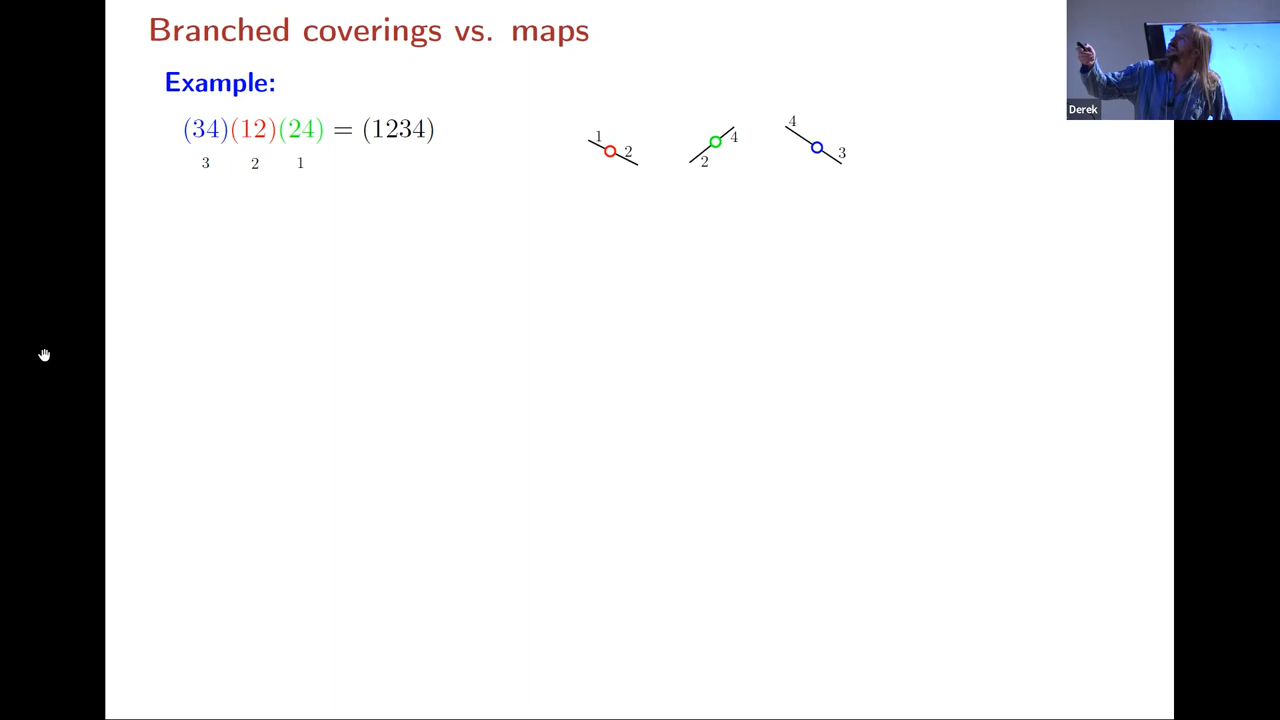 Branched coverings vs. maps
Example:
(34)(12)(24) = (1234)
3 2 1
1 2
2 4
4 3
Derek